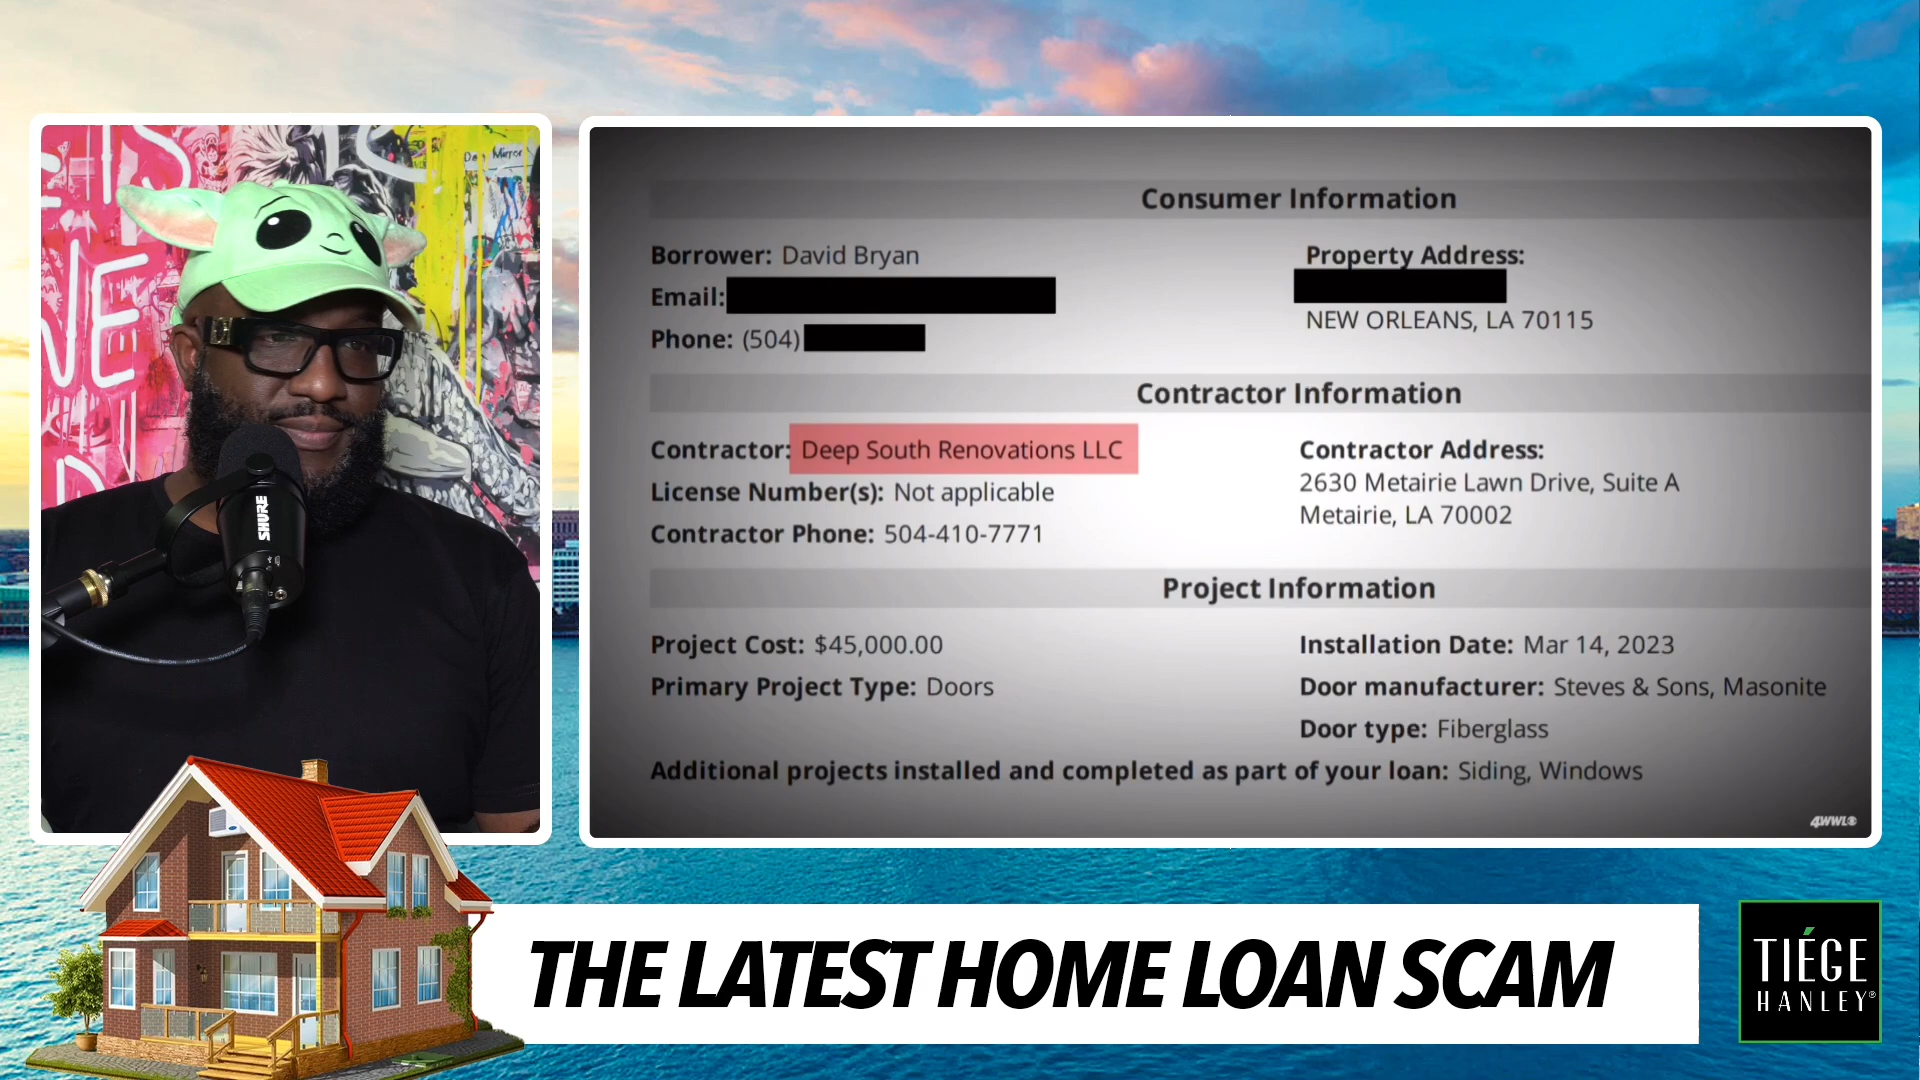 Da Mirror
SHURE
Consumer Information
Borrower: David Bryan
Email:
Phone: (504)
Property Address:
NEW ORLEANS, LA 70115
Contractor Information
Contractor: Deep South Renovations LLC
License Number(s): Not applicable
Contractor Phone: 504-410-7771
Contractor Address:
2630 Metairie Lawn Drive, Suite A
Metairie, LA 70002
Project Information
Project Cost: $45,000.00
Primary Project Type: Doors
Installation Date: Mar 14, 2023
Door manufacturer: Steves & Sons, Masonite
Door type: Fiberglass
Additional projects installed and completed as part of your loan: Siding, Windows
4WWL
THE LATEST HOME LOAN SCAM
TIÉGE
HANLEY®